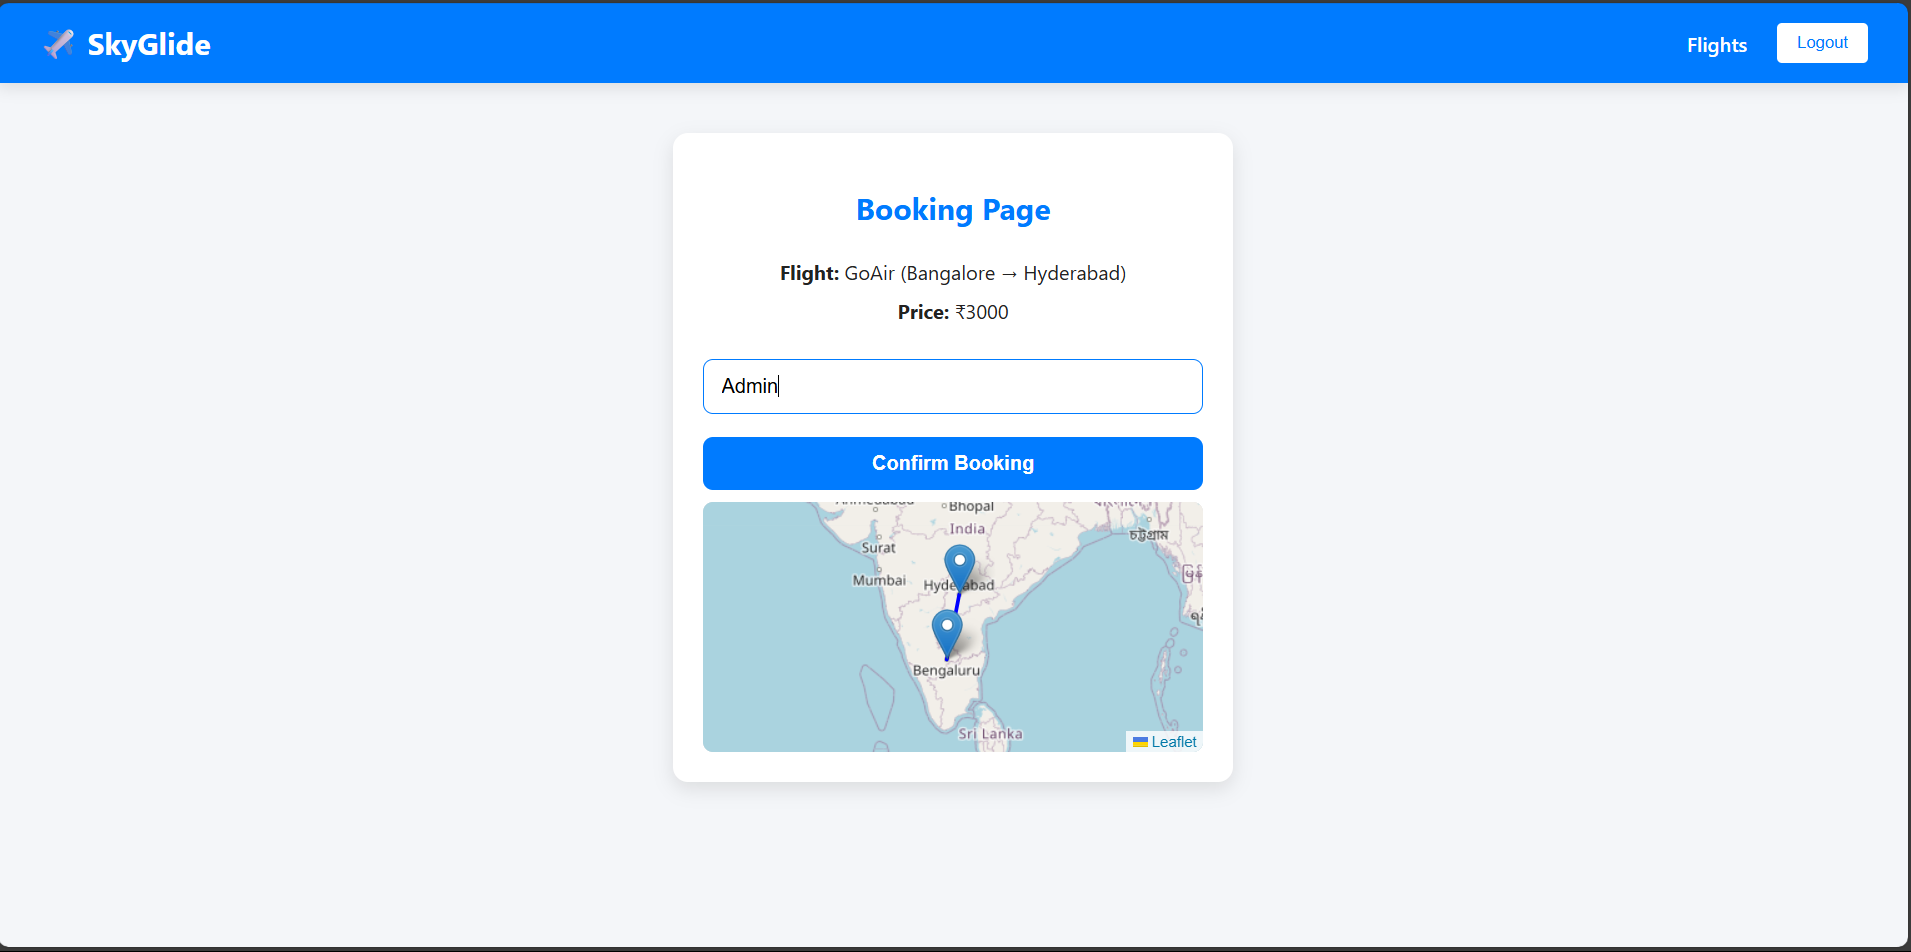 SkyGlide
Flights
Logout
Booking Page
Flight: GoAir (Bangalore → Hyderabad)
Price: ₹3000
Admin
Confirm Booking
Bhopal
India
Surat
চট্টগ্রাম
Mumbai
Hyderabad
Bengaluru
Sri Lanka
Leaflet